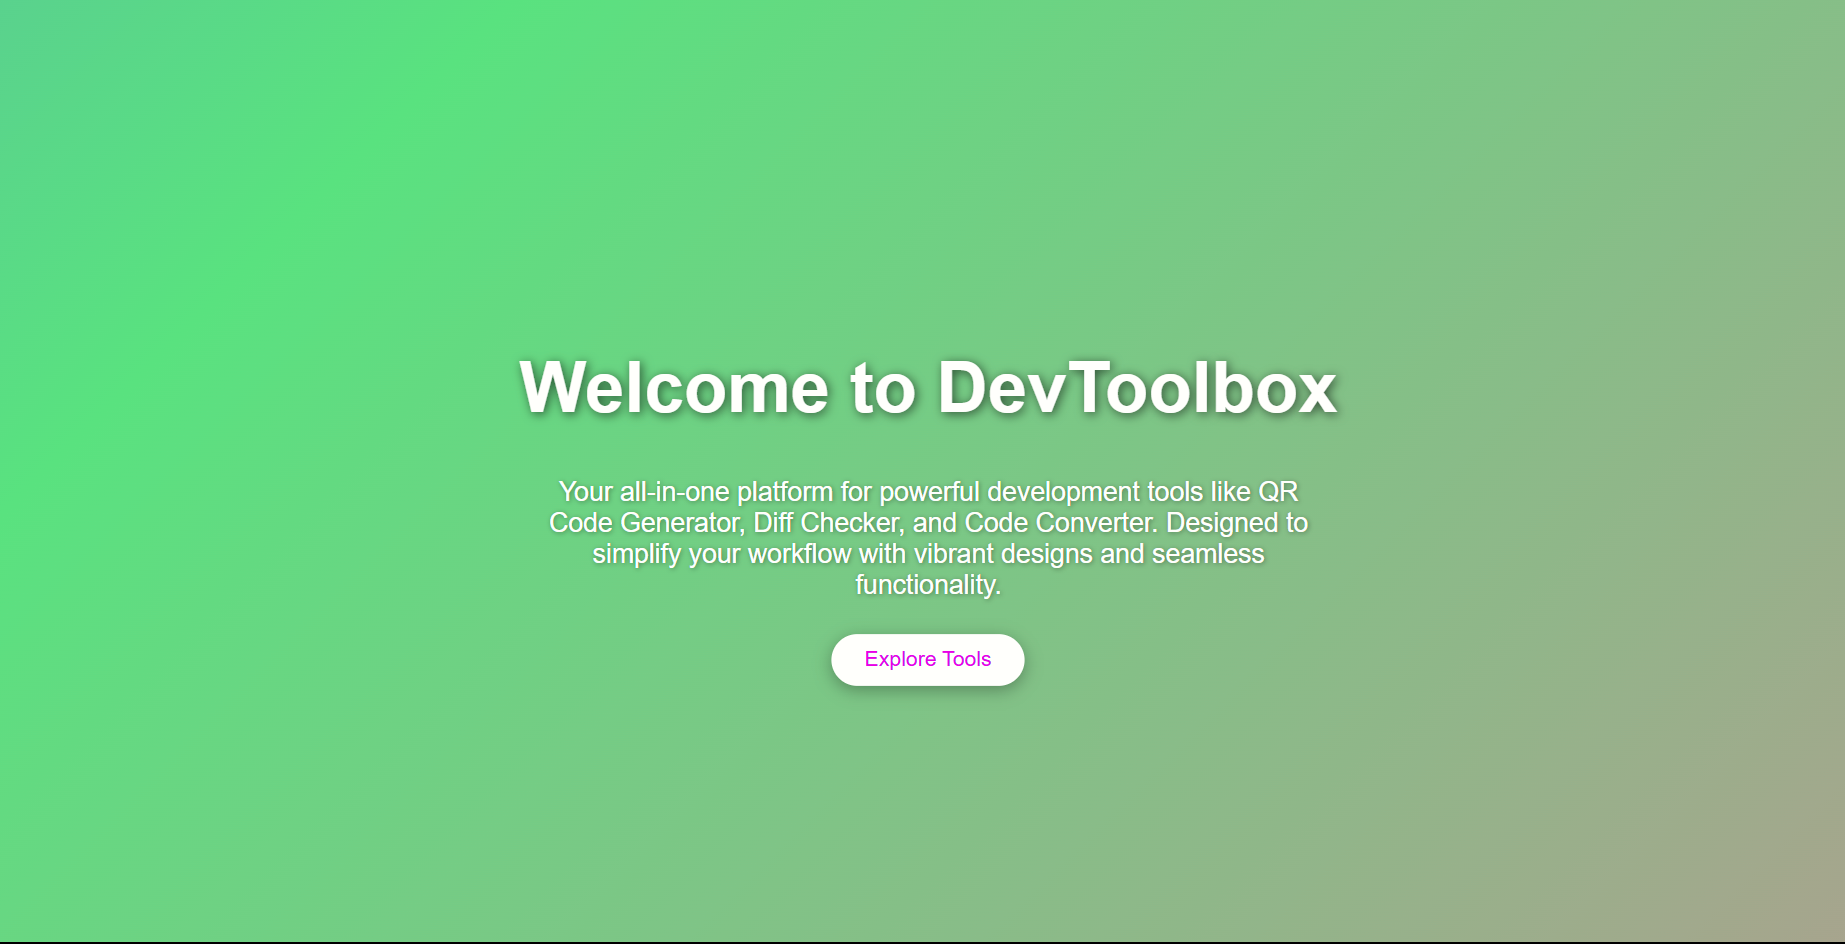 Welcome to DevToolbox
Your all-in-one platform for powerful development tools like QR
Code Generator, Diff Checker, and Code Converter. Designed to
simplify your workflow with vibrant designs and seamless
functionality.
Explore Tools